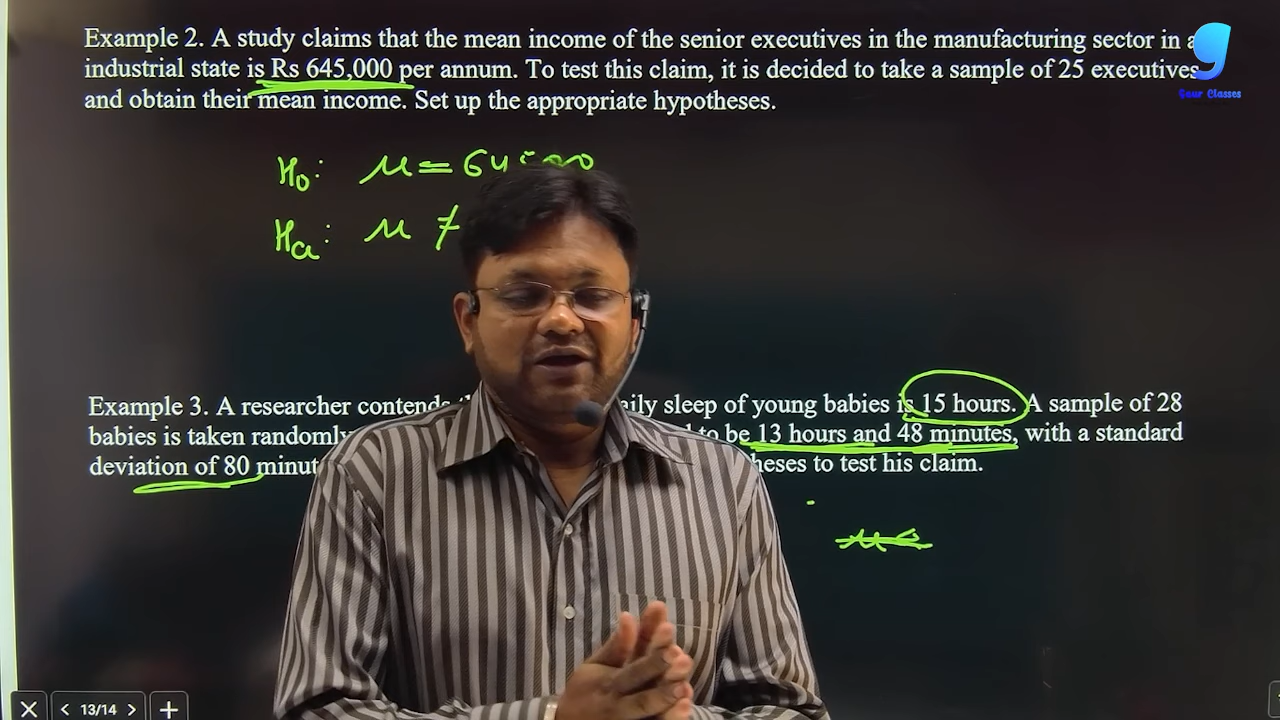 Example 2. A study claims that the mean income of the senior executives in the manufacturing sector in a
industrial state is Rs 645,000 per annum. To test this claim, it is decided to take a sample of 25 executives
and obtain their mean income. Set up the appropriate hypotheses.
Gaur Classes
H₀: μ =
Hₐ: μ ≠
Example 3. A researcher contends aily sleep of young babies is 15 hours. A sample of 28
babies is taken randomly to be 13 hours and 48 minutes, with a standard
deviation of 80 minut heses to test his claim.
13/14